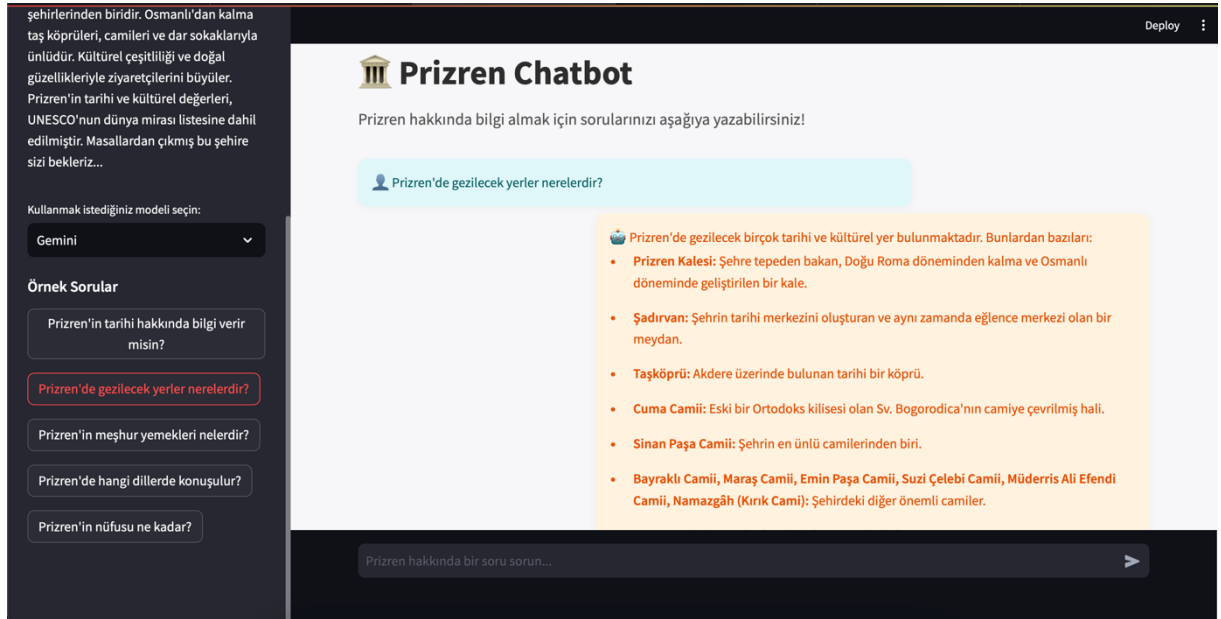 şehirlerinden biridir. Osmanlı'dan kalma
taş köprüleri, camileri ve dar sokaklarıyla
ünlüdür. Kültürel çeşitliliği ve doğal
güzellikleriyle ziyaretçilerini büyüler.
Prizren'in tarihi ve kültürel değerleri,
UNESCO'nun dünya mirası listesine dahil
edilmiştir. Masallardan çıkmış bu şehire
sizi bekleriz...
Kullanmak istediğiniz modeli seçin:
Gemini
Örnek Sorular
Prizren'in tarihi hakkında bilgi verir
misin?
Prizren'de gezilecek yerler nerelerdir?
Prizren'in meşhur yemekleri nelerdir?
Prizren'de hangi dillerde konuşulur?
Prizren'in nüfusu ne kadar?
Deploy
Prizren Chatbot
Prizren hakkında bilgi almak için sorularınızı aşağıya yazabilirsiniz!
Prizren'de gezilecek yerler nerelerdir?
Prizren'de gezilecek birçok tarihi ve kültürel yer bulunmaktadır. Bunlardan bazıları:
• Prizren Kalesi: Şehre tepeden bakan, Doğu Roma döneminden kalma ve Osmanlı
döneminde geliştirilen bir kale.
• Şadırvan: Şehrin tarihi merkezini oluşturan ve aynı zamanda eğlence merkezi olan bir
meydan.
• Taşköprü: Akdere üzerinde bulunan tarihi bir köprü.
• Cuma Camii: Eski bir Ortodoks kilisesi olan Sv. Bogorodica'nın camiye çevrilmiş hali.
• Sinan Paşa Camii: Şehrin en ünlü camilerinden biri.
• Bayraklı Camii, Maraş Camii, Emin Paşa Camii, Suzi Çelebi Camii, Müderris Ali Efendi
Camii, Namazgâh (Kırık Cami): Şehirdeki diğer önemli camiler.
Prizren hakkında bir soru sorun...